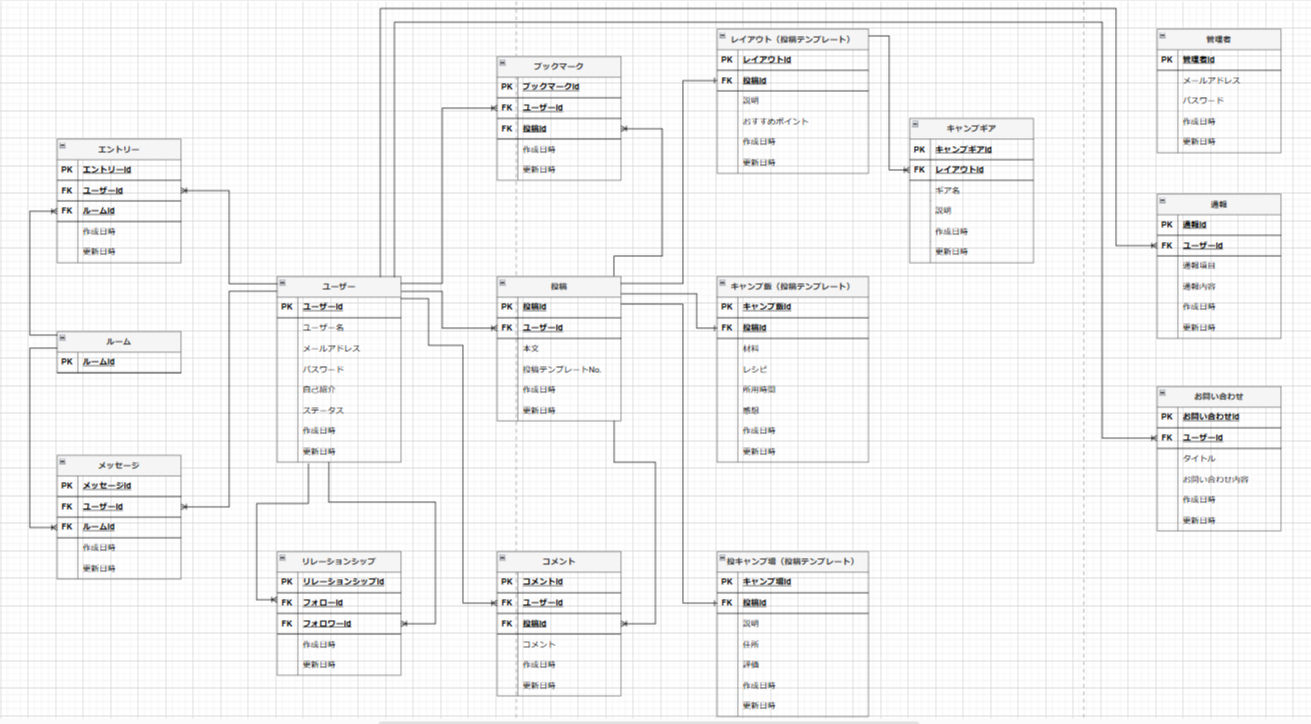 エントリー
PK エントリーid
FK ユーザーid
FK ルームid
作成日時
更新日時
ルーム
PK ルームid
メッセージ
PK メッセージid
FK ユーザーid
FK ルームid
作成日時
更新日時
ユーザー
PK ユーザーid
ユーザー名
メールアドレス
パスワード
自己紹介
ステータス
作成日時
更新日時
リレーションシップ
PK リレーションシップid
FK フォローid
FK フォロワーid
作成日時
更新日時
ブックマーク
PK ブックマークid
FK ユーザーid
FK 投稿id
作成日時
更新日時
投稿
PK 投稿id
FK ユーザーid
本文
投稿テンプレートNo.
作成日時
更新日時
コメント
PK コメントid
FK ユーザーid
FK 投稿id
コメント
作成日時
更新日時
レイアウト（投稿テンプレート）
PK レイアウトid
FK 投稿id
説明
おすすめポイント
作成日時
更新日時
キャンプ飯（投稿テンプレート）
PK キャンプ飯id
FK 投稿id
材料
レシピ
所用時間
感想
作成日時
更新日時
投キャンプ場（投稿テンプレート）
PK キャンプ場id
FK 投稿id
説明
住所
評価
作成日時
更新日時
キャンプギア
PK キャンプギアid
FK レイアウトid
ギア名
説明
作成日時
更新日時
管理者
PK 管理者id
メールアドレス
パスワード
作成日時
更新日時
通報
PK 通報id
FK ユーザーid
通報項目
通報内容
作成日時
更新日時
お問い合わせ
PK お問い合わせid
FK ユーザーid
タイトル
お問い合わせ内容
作成日時
更新日時